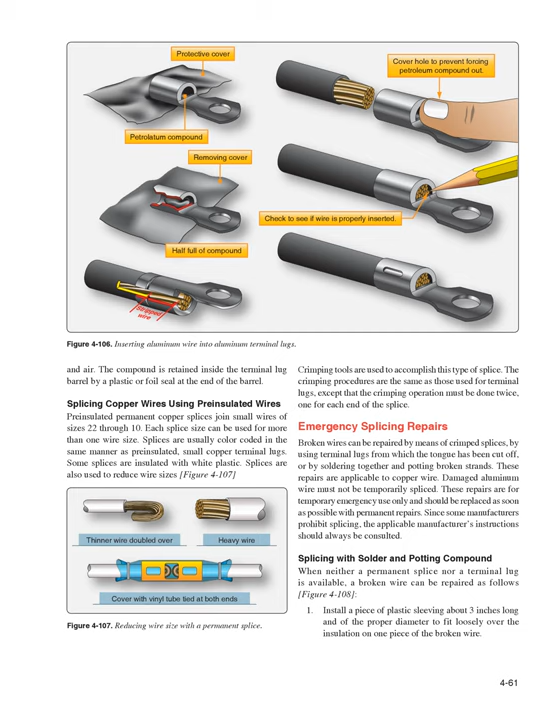 Protective cover
Cover hole to prevent forcing
petroleum compound out.
Petrolatum compound
Removing cover
Check to see if wire is properly inserted.
Half full of compound
Stripped
wire
Figure 4-106. Inserting aluminum wire into aluminum terminal lugs.
and air. The compound is retained inside the terminal lug
barrel by a plastic or foil seal at the end of the barrel.
Splicing Copper Wires Using Preinsulated Wires
Preinsulated permanent copper splices join small wires of
sizes 22 through 10. Each splice size can be used for more
than one wire size. Splices are usually color coded in the
same manner as preinsulated, small copper terminal lugs.
Some splices are insulated with white plastic. Splices are
also used to reduce wire sizes [Figure 4-107]
Thinner wire doubled over
Heavy wire
Cover with vinyl tube tied at both ends
Figure 4-107. Reducing wire size with a permanent splice.
Crimping tools are used to accomplish this type of splice. The
crimping procedures are the same as those used for terminal
lugs, except that the crimping operation must be done twice,
one for each end of the splice.
Emergency Splicing Repairs
Broken wires can be repaired by means of crimped splices, by
using terminal lugs from which the tongue has been cut off,
or by soldering together and potting broken strands. These
repairs are applicable to copper wire. Damaged aluminum
wire must not be temporarily spliced. These repairs are for
temporary emergency use only and should be replaced as soon
as possible with permanent repairs. Since some manufacturers
prohibit splicing, the applicable manufacturer's instructions
should always be consulted.
Splicing with Solder and Potting Compound
When neither a permanent splice nor a terminal lug
is available, a broken wire can be repaired as follows
[Figure 4-108]:
1. Install a piece of plastic sleeving about 3 inches long
and of the proper diameter to fit loosely over the
insulation on one piece of the broken wire.
4-61